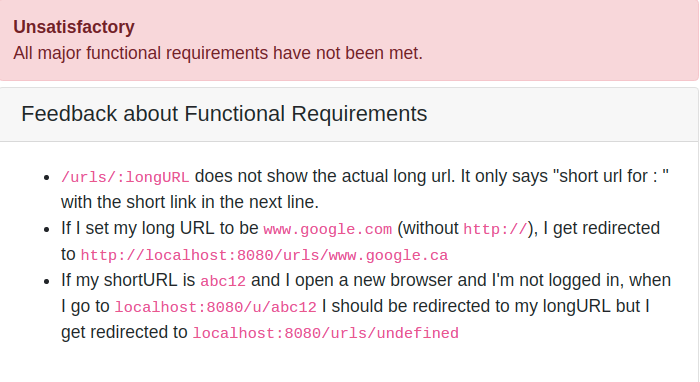 Unsatisfactory
All major functional requirements have not been met.
Feedback about Functional Requirements
• /urls/:longURL does not show the actual long url. It only says "short url for : "
with the short link in the next line.
• If I set my long URL to be www.google.com (without http://), I get redirected
to http://localhost:8080/urls/www.google.ca
• If my shortURL is abc12 and I open a new browser and I'm not logged in, when
I go to localhost:8080/u/abc12 I should be redirected to my longURL but I
get redirected to localhost:8080/urls/undefined